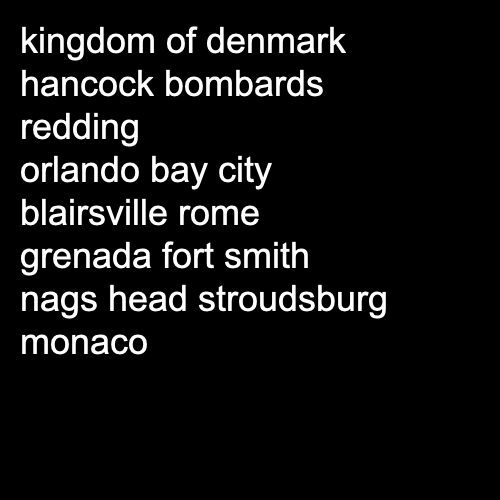 kingdom of denmark
hancock bombards
redding
orlando bay city
blairsville rome
grenada fort smith
nags head stroudsburg
monaco